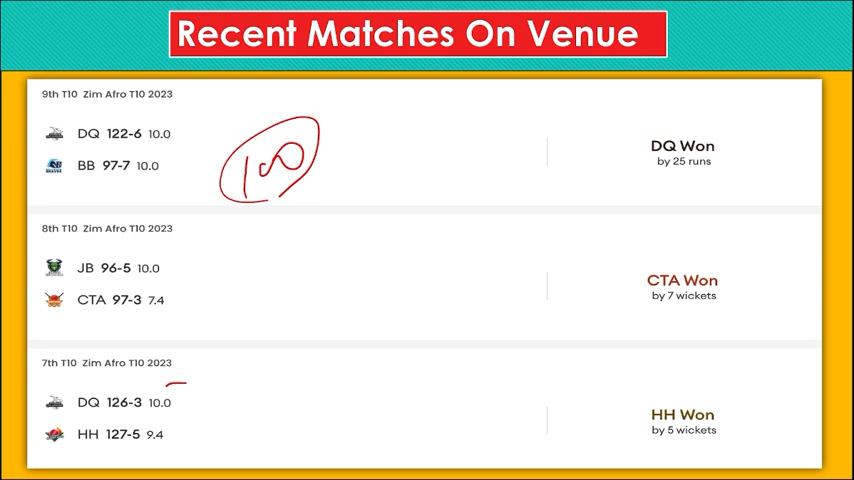 Recent Matches On Venue
9th T10 Zim Afro T10 2023
DQ 122-6 10.0
BB 97-7 10.0
100
DQ Won
by 25 runs
8th T10 Zim Afro T10 2023
JB 96-5 10.0
CTA 97-3 7.4
CTA Won
by 7 wickets
7th T10 Zim Afro T10 2023
DQ 126-3 10.0
HH 127-5 9.4
HH Won
by 5 wickets